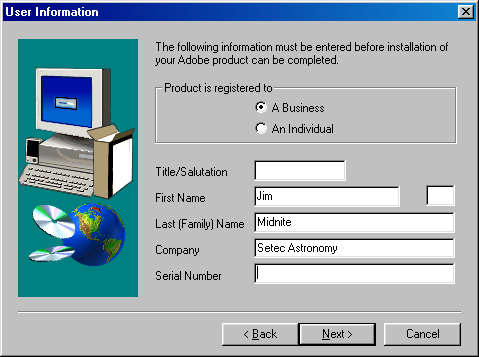 User Information
The following information must be entered before installation of
your Adobe product can be completed.
Product is registered to
A Business
An Individual
Title/Salutation
First Name Jim
Last (Family) Name Midnite
Company Setec Astronomy
Serial Number
< Back Next > Cancel